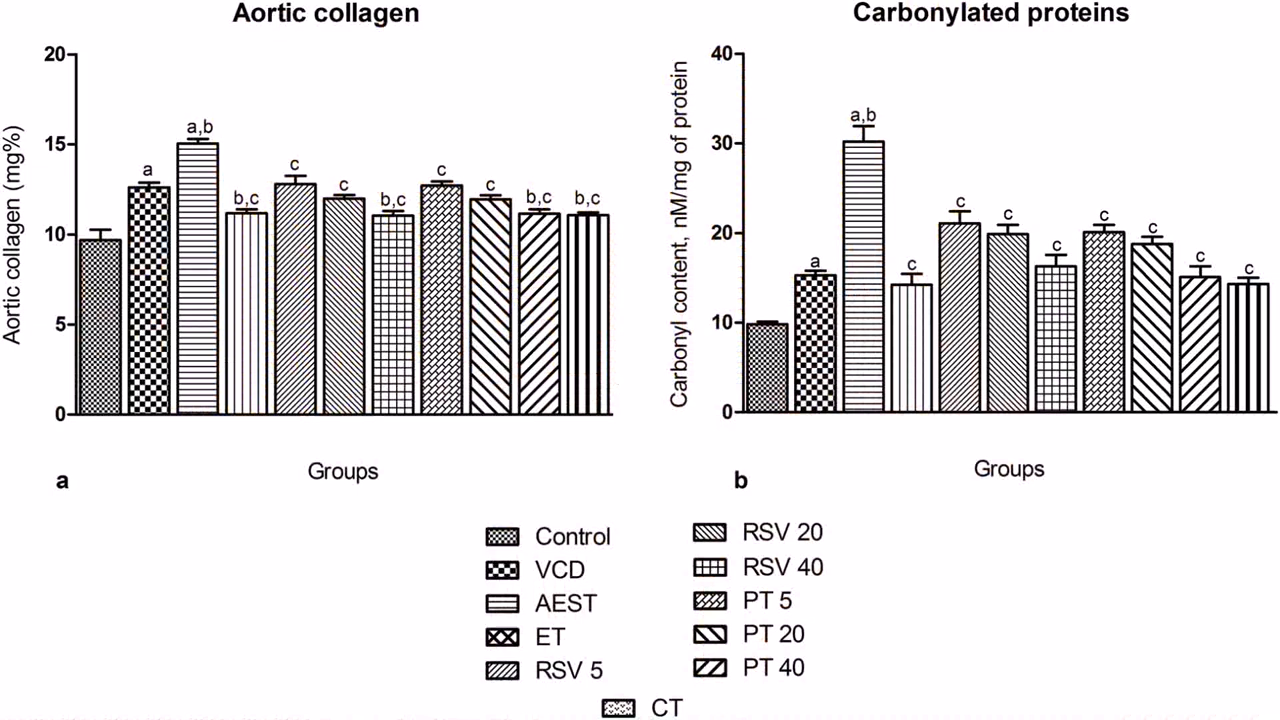 Aortic collagen
Aortic collagen (mg%)
20
15
10
5
0
a
a,b
b,c
c
c
b,c
c
c
b,c
b,c
Groups
a
Carbonylated proteins
Carbonyl content, nM/mg of protein
40
30
20
10
0
a
a,b
c
c
c
c
c
c
c
c
Groups
b
Control
VCD
AEST
ET
RSV 5
RSV 20
RSV 40
PT 5
PT 20
PT 40
CT